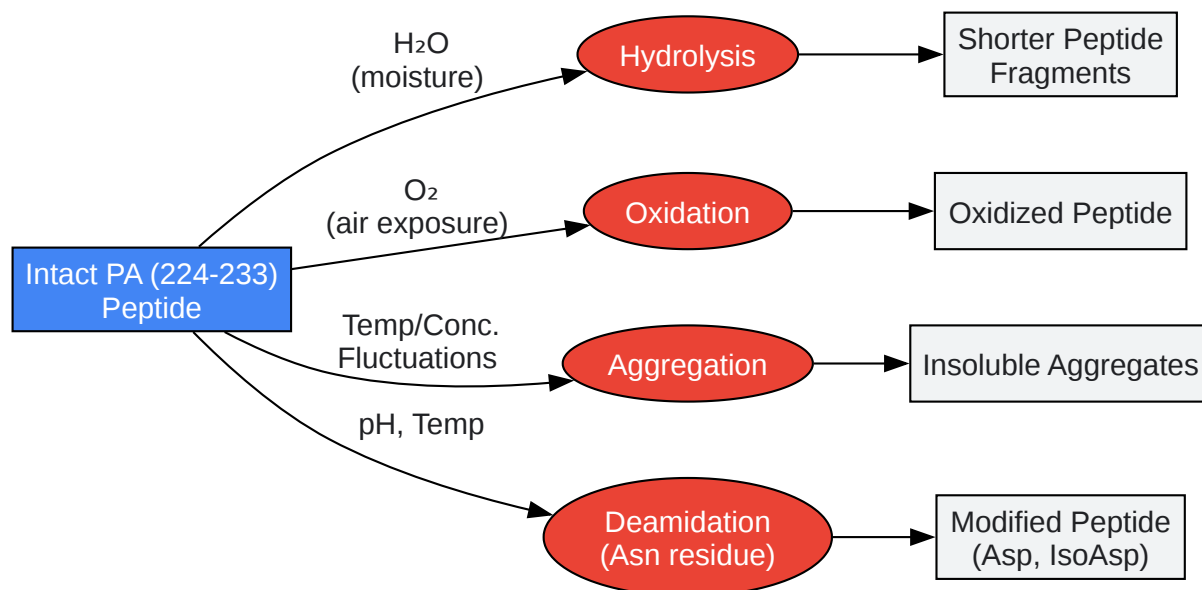 H₂O
(moisture)
Hydrolysis
Shorter Peptide
Fragments
O₂
(air exposure)
Oxidation
Oxidized Peptide
Intact PA (224-233)
Peptide
Temp/Conc.
Fluctuations
Aggregation
Insoluble Aggregates
pH, Temp
Deamidation
(Asn residue)
Modified Peptide
(Asp, IsoAsp)